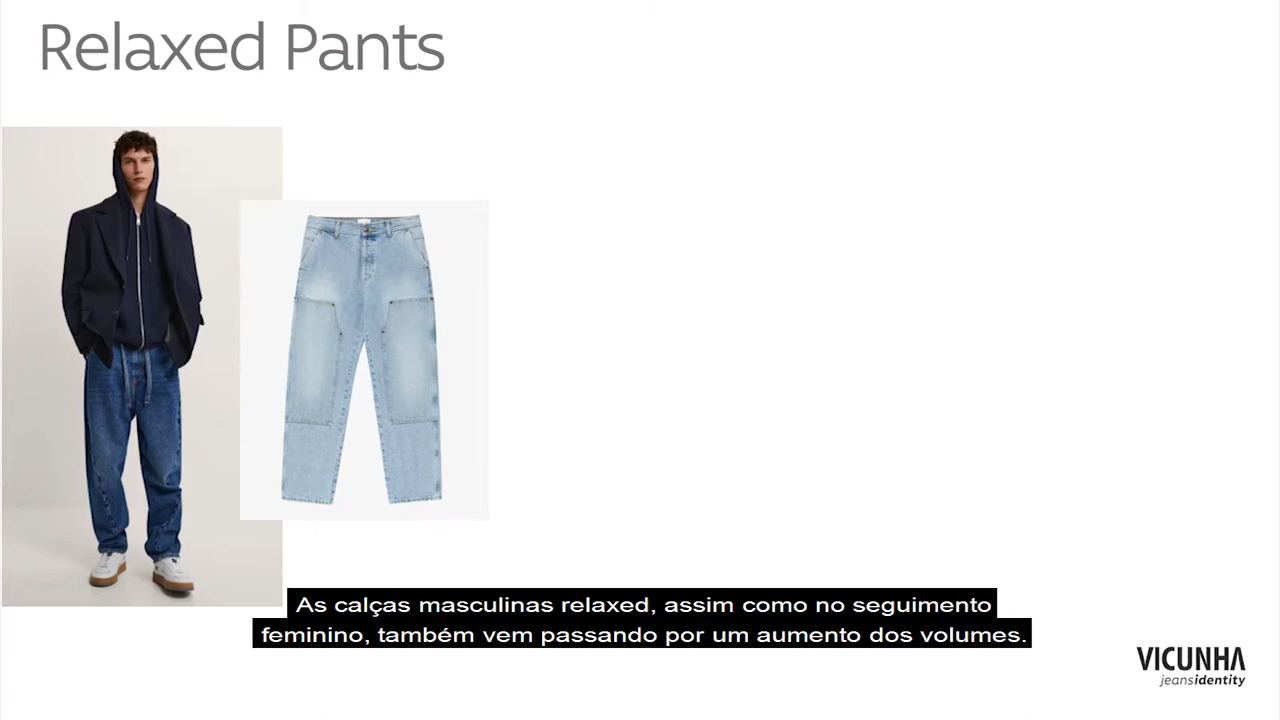 Relaxed Pants
As calças masculinas relaxed, assim como no seguimento
feminino, também vem passando por um aumento dos volumes.
VICUNHA
jeansidentity